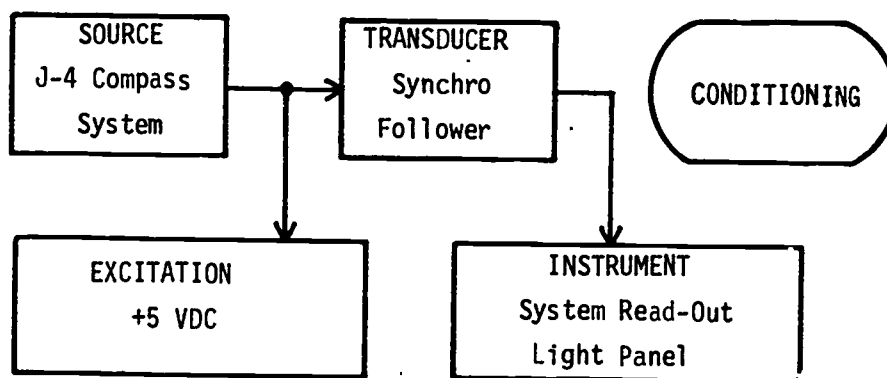 SOURCE
J-4 Compass
System
TRANSDUCER
Synchro
Follower
CONDITIONING
EXCITATION
+5 VDC
INSTRUMENT
System Read-Out
Light Panel